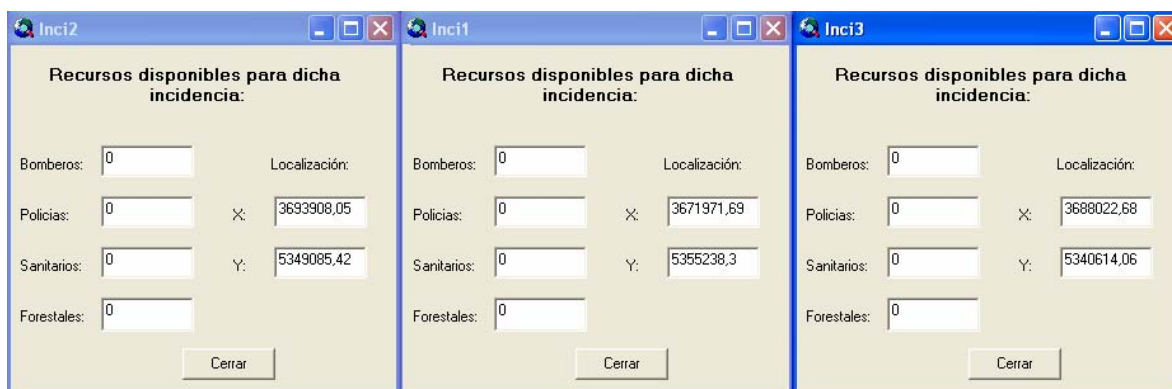 Inci2
Recursos disponibles para dicha
incidencia:
Bomberos: 0 Localización:
Policias: 0 X: 3693908,05
Sanitarios: 0 Y: 5349085,42
Forestales: 0
Cerrar
Inci1
Recursos disponibles para dicha
incidencia:
Bomberos: 0 Localización:
Policias: 0 X: 3671971,69
Sanitarios: 0 Y: 5355238,3
Forestales: 0
Cerrar
Inci3
Recursos disponibles para dicha
incidencia:
Bomberos: 0 Localización:
Policias: 0 X: 3688022,68
Sanitarios: 0 Y: 5340614,06
Forestales: 0
Cerrar